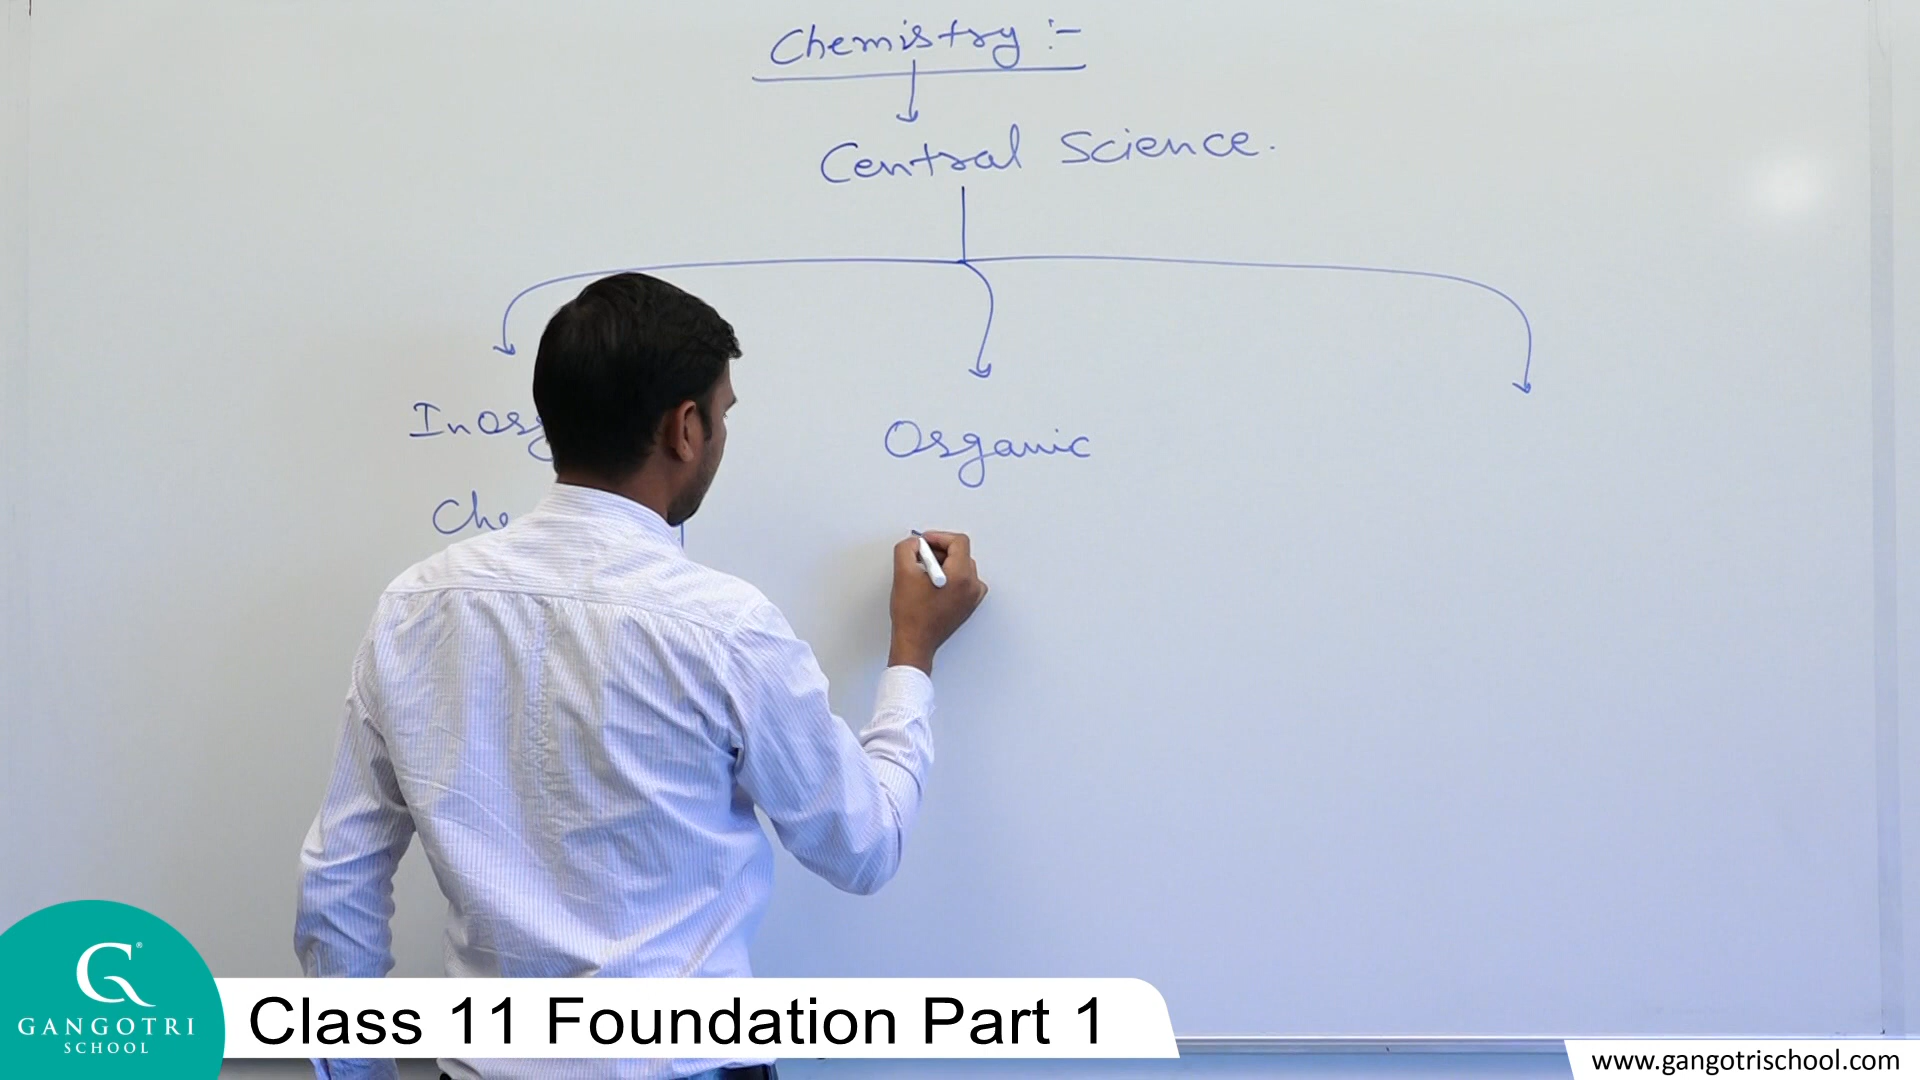 Chemistry :-
Central Science.
Organic
GANGOTRI
SCHOOL
Class 11 Foundation Part 1
www.gangotrischool.com